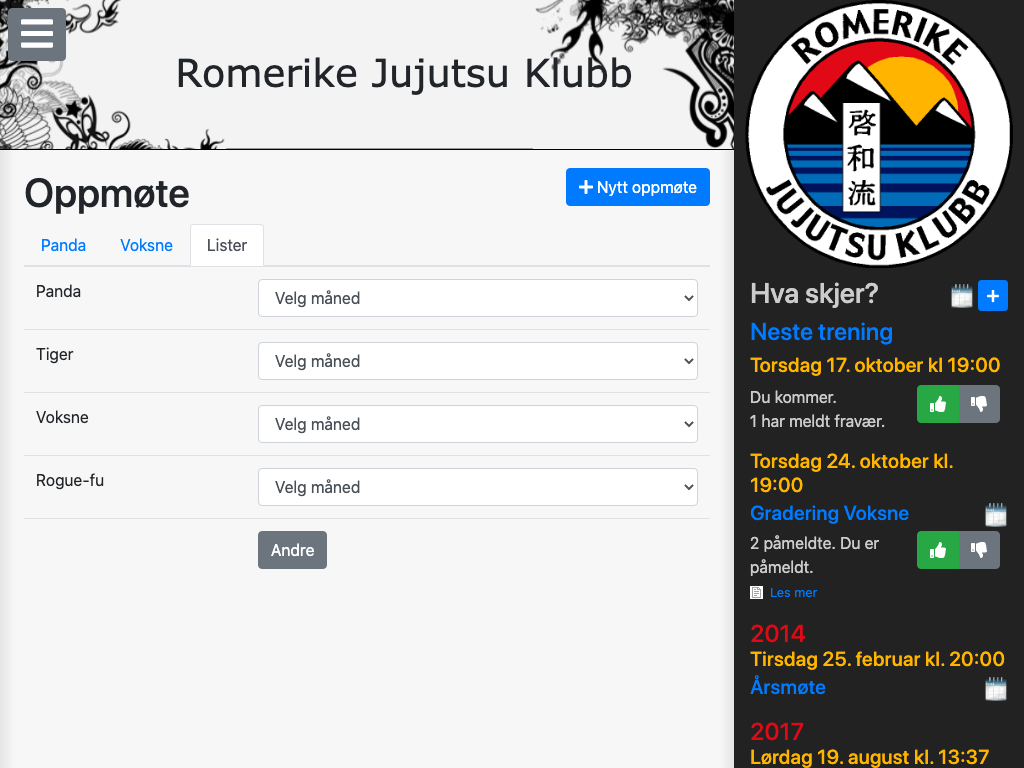 Romerike Jujutsu Klubb
Oppmøte
Nytt oppmøte
Panda
Voksne
Lister
Panda
Velg måned
Tiger
Velg måned
Voksne
Velg måned
Rogue-fu
Velg måned
Andre
ROMERIKE
啓和流
JUJUTSU KLUBB
Hva skjer?
Neste trening
Torsdag 17. oktober kl 19:00
Du kommer.
1 har meldt fravær.
Torsdag 24. oktober kl.
19:00
Gradering Voksne
2 påmeldte. Du er
påmeldt.
Les mer
2014
Tirsdag 25. februar kl. 20:00
Årsmøte
2017
Lørdag 19. august kl. 13:37